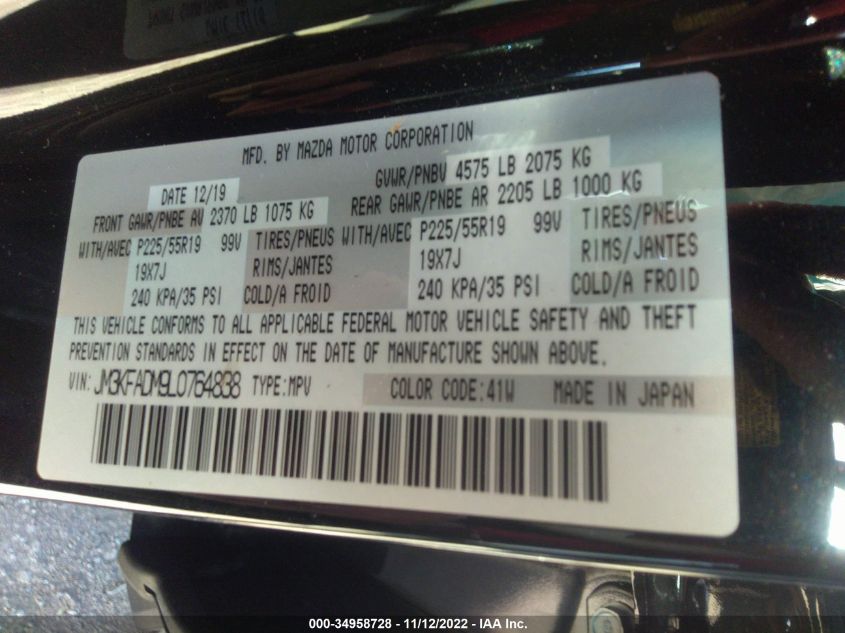 MFD. BY MAZDA MOTOR CORPORATION
DATE 12/19 GVWR/PNBV 4575 LB 2075 KG
FRONT GAWR/PNBE AV 2370 LB 1075 KG REAR GAWR/PNBE AR 2205 LB 1000 KG
WITH/AVEC P225/55R19 99V TIRES/PNEUS WITH/AVEC P225/55R19 99V TIRES/PNEUS
19X7J RIMS/JANTES 19X7J RIMS/JANTES
240 KPA/35 PSI COLD/A FROID 240 KPA/35 PSI COLD/A FROID
THIS VEHICLE CONFORMS TO ALL APPLICABLE FEDERAL MOTOR VEHICLE SAFETY AND THEFT
PREVENTION STANDARDS IN EFFECT ON THE DATE OF MANUFACTURE SHOWN ABOVE.
VIN: JM3KFADM9L0764838 TYPE:MPV COLOR CODE:41W MADE IN JAPAN
000-34958728 - 11/12/2022 - IAA Inc.